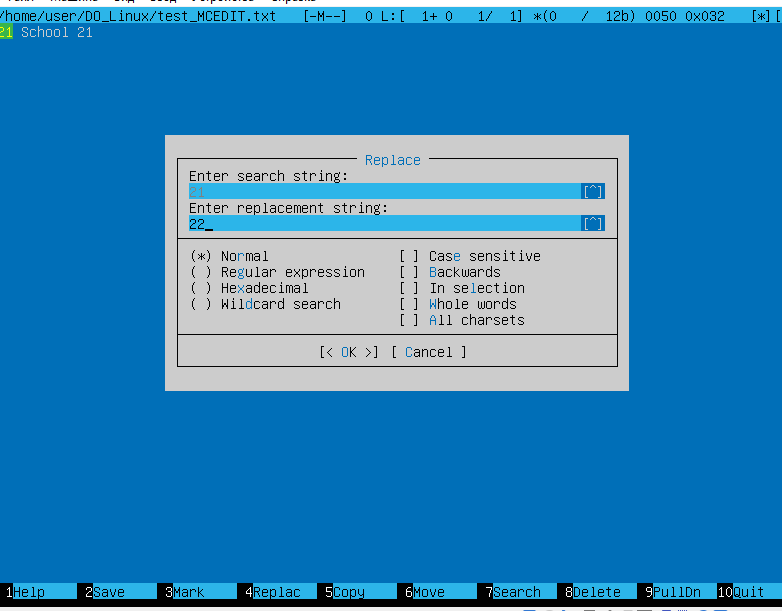 /home/user/DO_Linux/test_MCEDIT.txt [-M--] 0 L:[ 1+ 0 1/ 1] *(0 / 12b) 0050 0x032 [*][
21 School 21
Replace
Enter search string:
21 [^]
Enter replacement string:
22_ [^]
(*) Normal [ ] Case sensitive
( ) Regular expression [ ] Backwards
( ) Hexadecimal [ ] In selection
( ) Wildcard search [ ] Whole words
[ ] All charsets
[< OK >] [ Cancel ]
1Help 2Save 3Mark 4Replac 5Copy 6Move 7Search 8Delete 9PullDn 10Quit